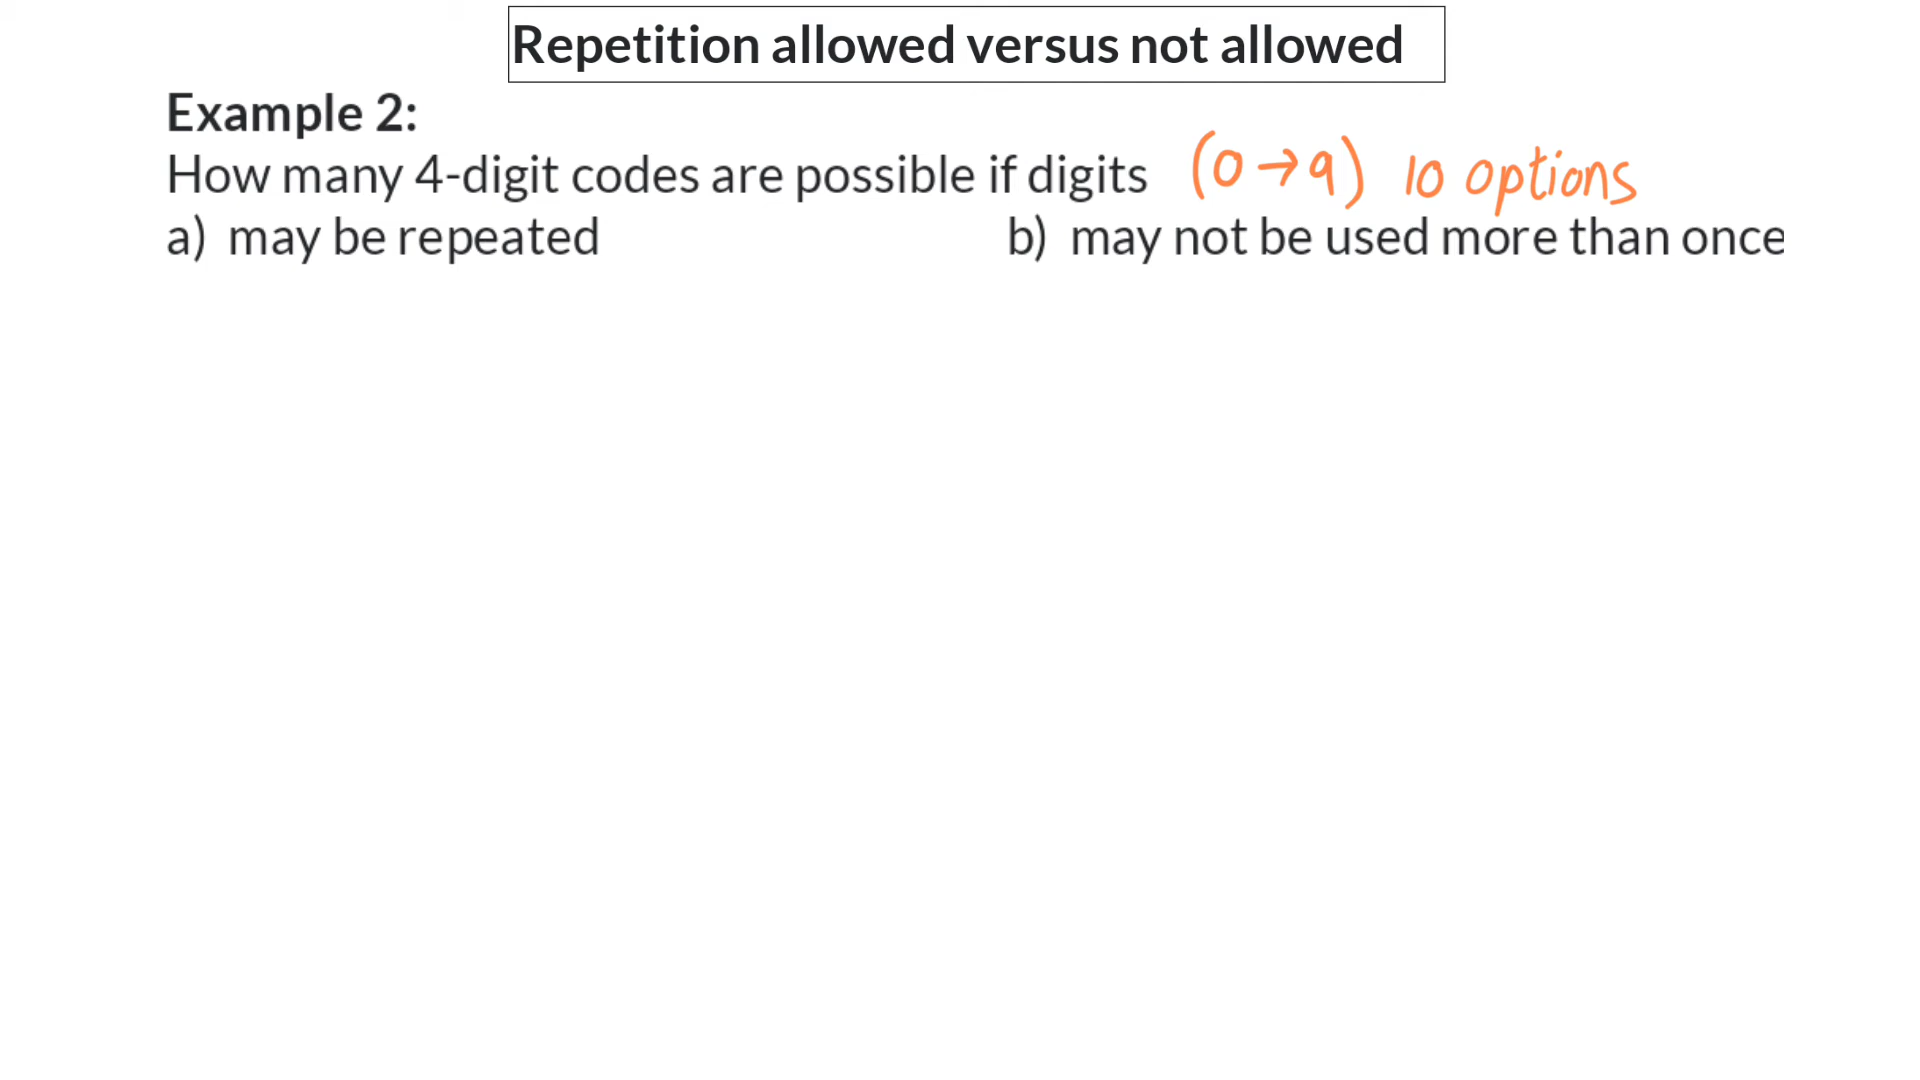 Repetition allowed versus not allowed
Example 2:
How many 4-digit codes are possible if digits (0→9) 10 options
a) may be repeated b) may not be used more than once